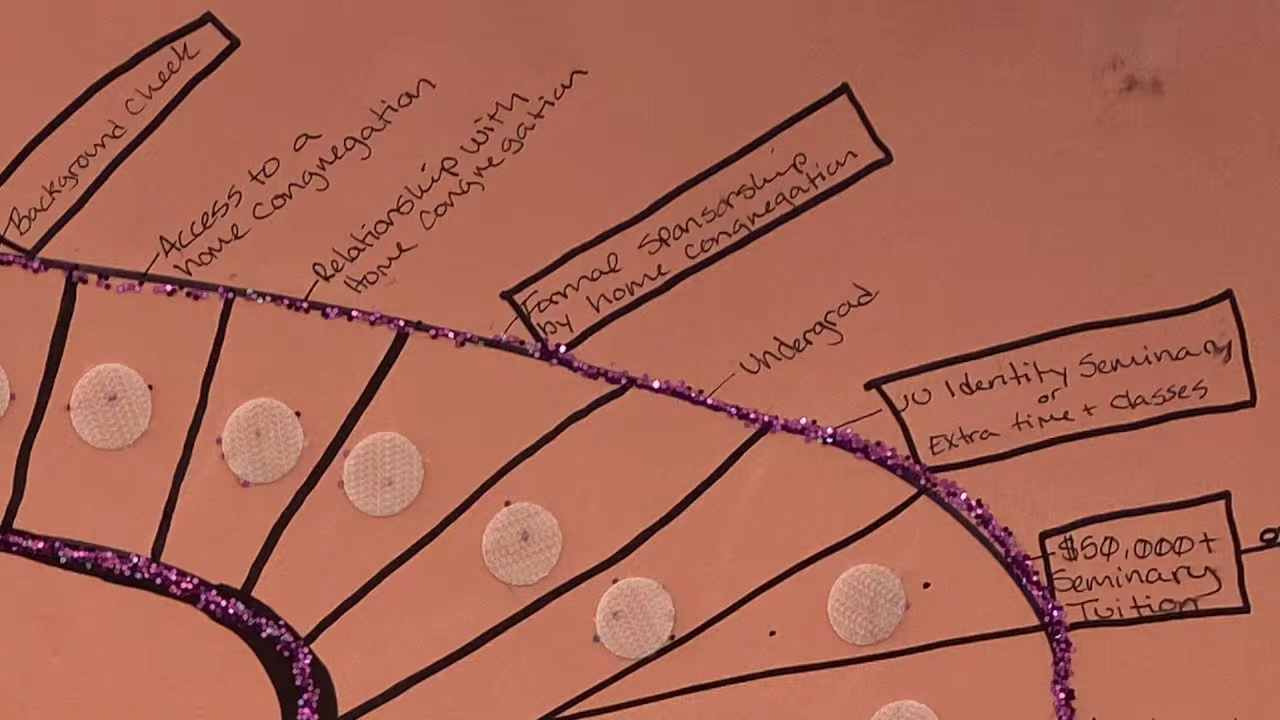 Background Check
Access to a
home congregation
Relationship with
Home congregation
Formal Sponsorship
by home congregation
Undergrad
UU Identity Seminary
or
Extra time + classes
$50,000+
Seminary
Tuition